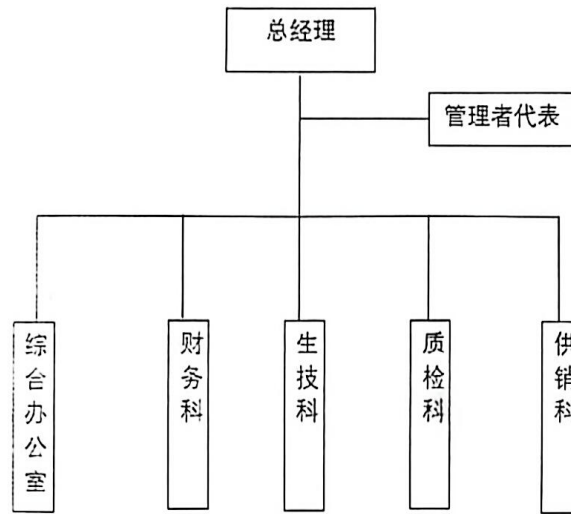 总经理
管理者代表
综合办公室
财务科
生技科
质检科
供销科